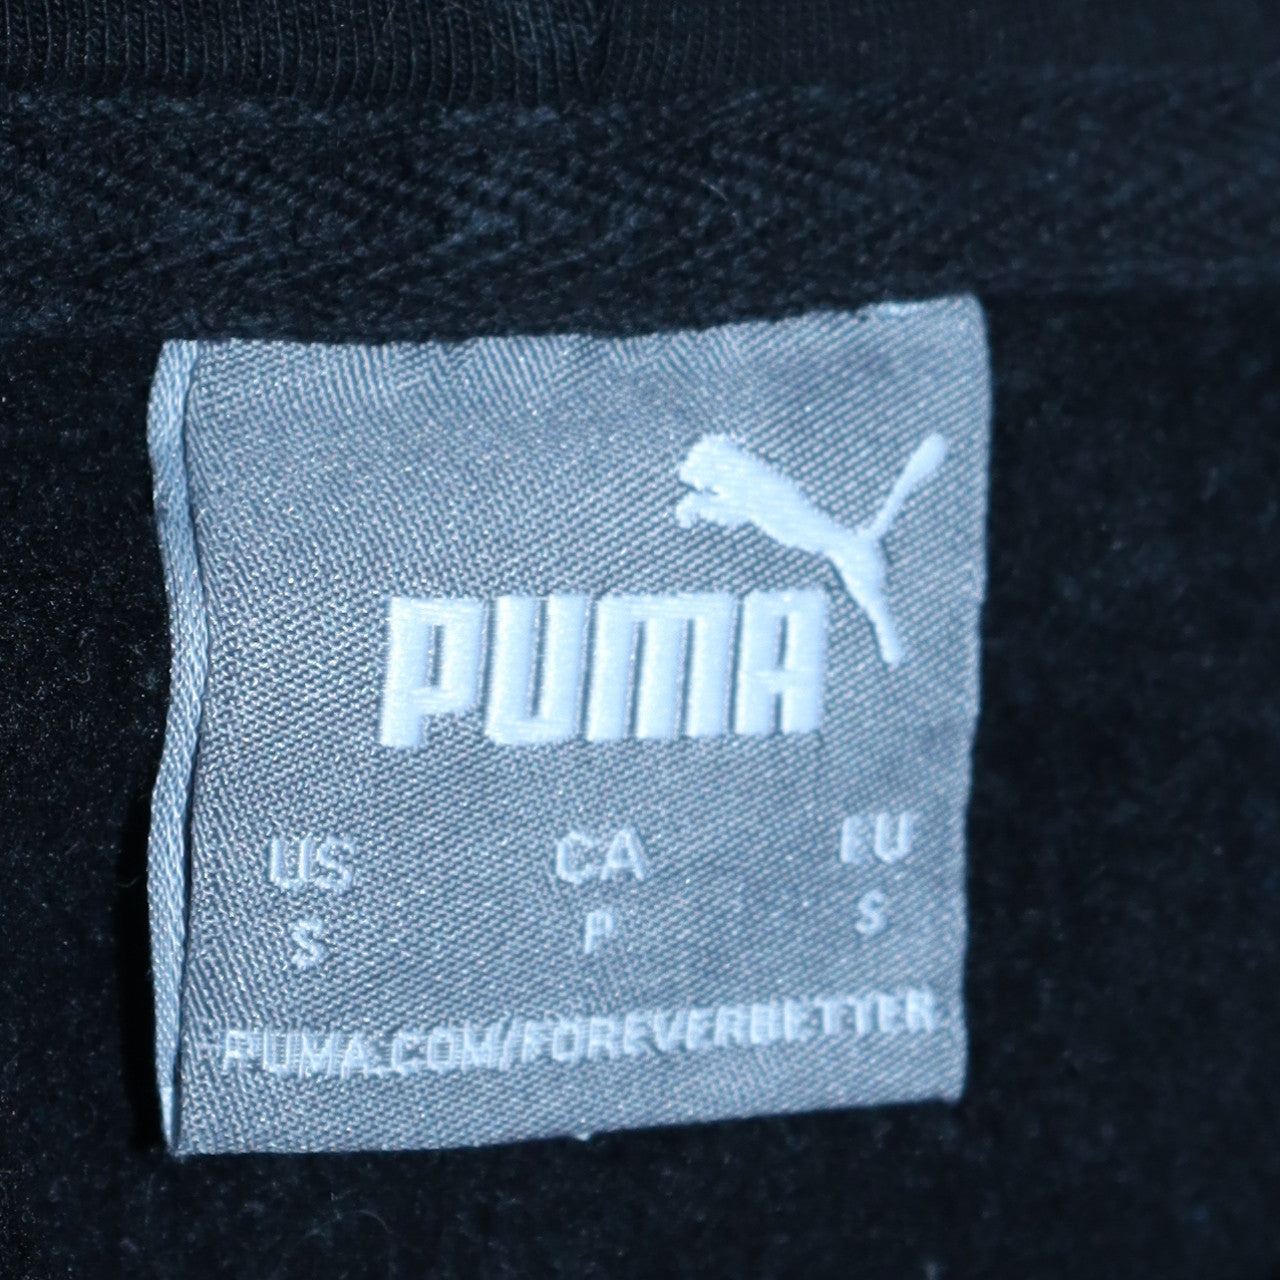 PUMA
US CA EU
S P S
PUMA.COM/FOREVERBETTER